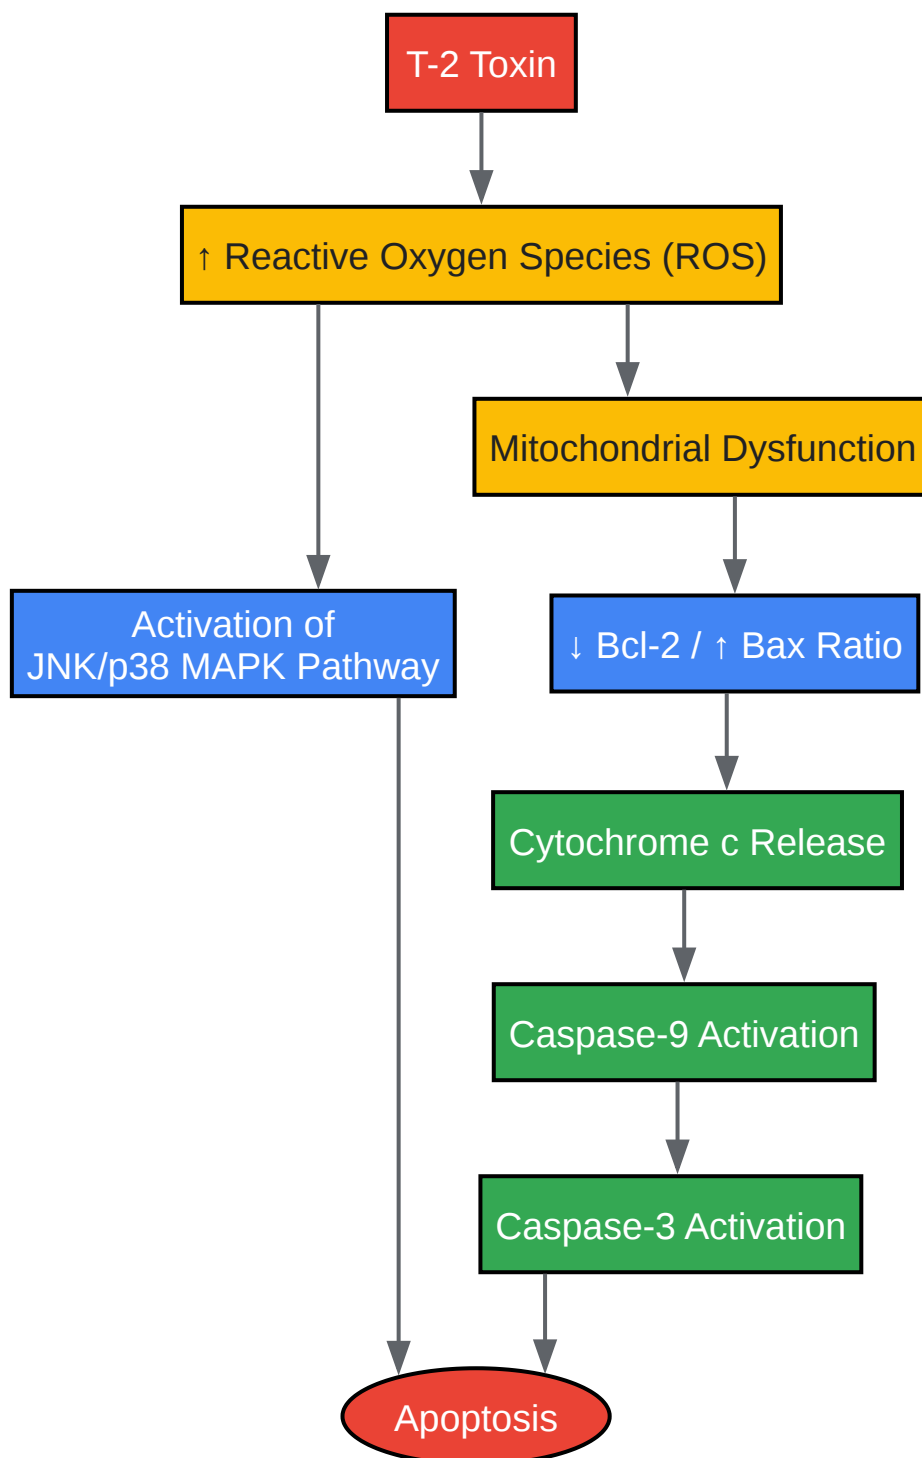 T-2 Toxin
↑ Reactive Oxygen Species (ROS)
Mitochondrial Dysfunction
Activation of
JNK/p38 MAPK Pathway
↓ Bcl-2 / ↑ Bax Ratio
Cytochrome c Release
Caspase-9 Activation
Caspase-3 Activation
Apoptosis